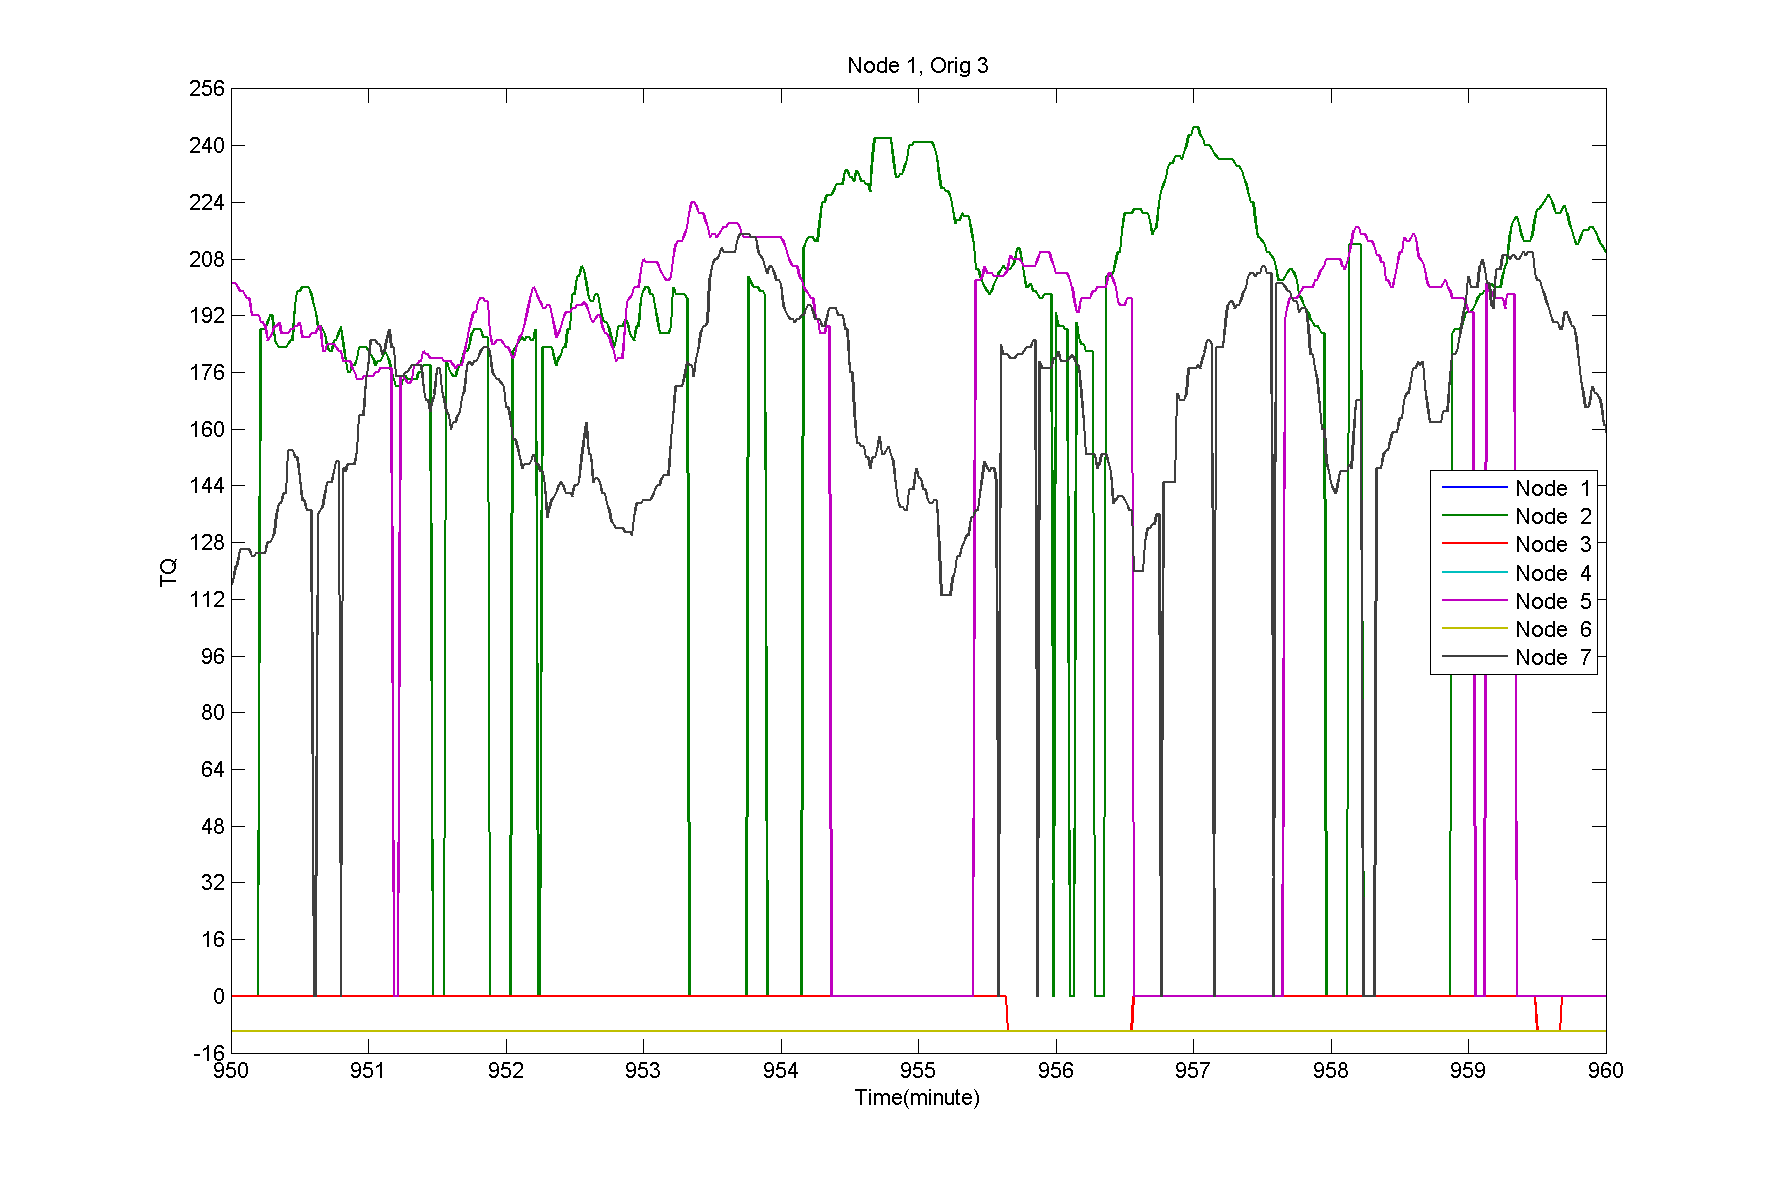 Node 1, Orig 3
256
240
224
208
192
176
160
144
128
112
96
80
64
48
32
16
0
-16
TQ
Node 1
Node 2
Node 3
Node 4
Node 5
Node 6
Node 7
950 951 952 953 954 955 956 957 958 959 960
Time(minute)